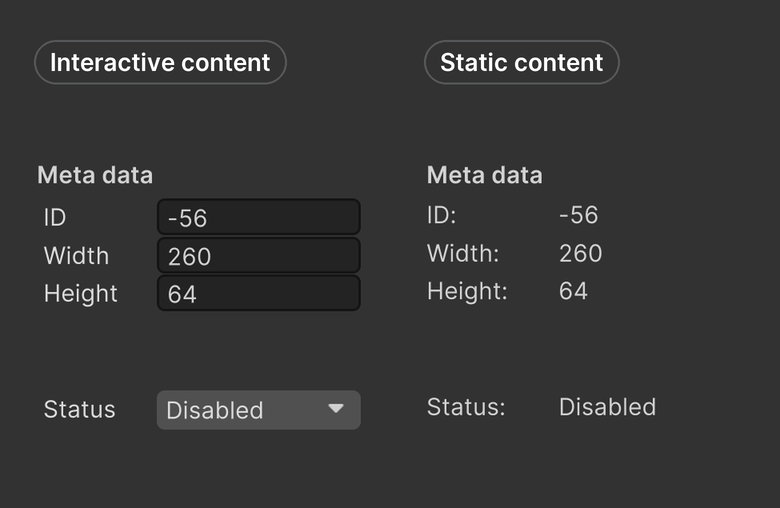 Interactive content
Static content
Meta data
ID -56
Width 260
Height 64
Status Disabled
Meta data
ID: -56
Width: 260
Height: 64
Status: Disabled